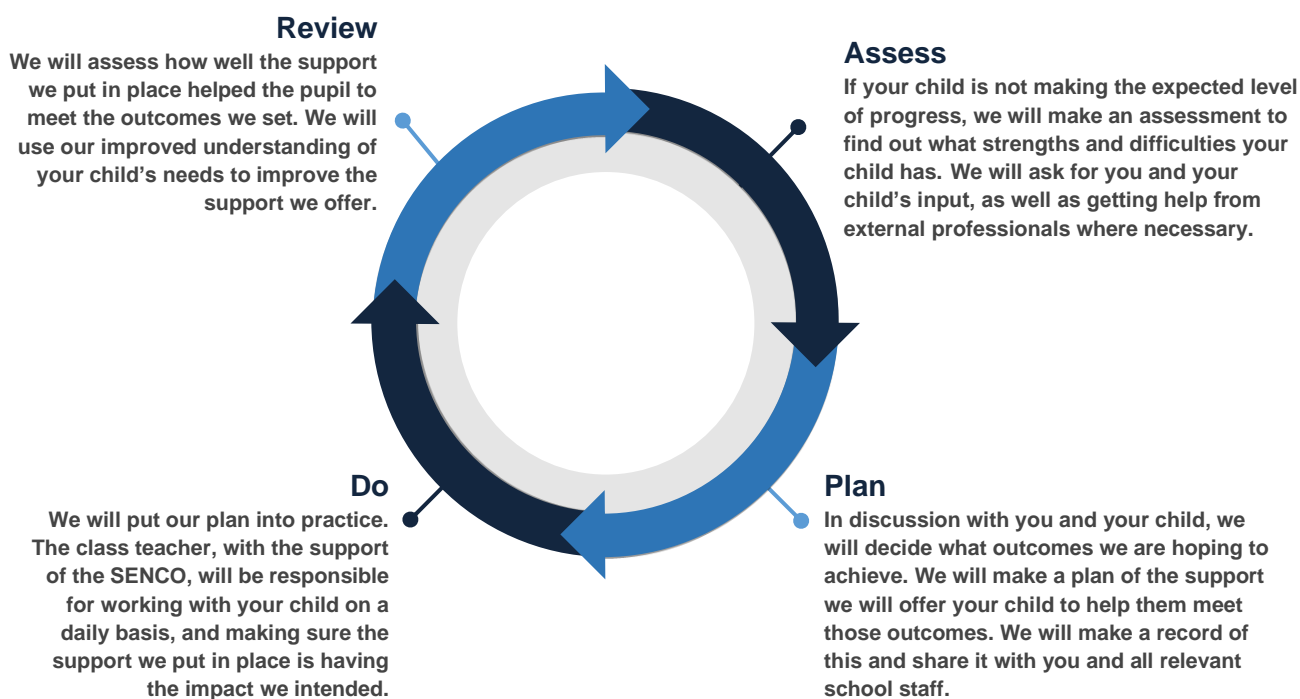 Review
We will assess how well the support
we put in place helped the pupil to
meet the outcomes we set. We will
use our improved understanding of
your child’s needs to improve the
support we offer.
Assess
If your child is not making the expected level
of progress, we will make an assessment to
find out what strengths and difficulties your
child has. We will ask for you and your
child’s input, as well as getting help from
external professionals where necessary.
Do
We will put our plan into practice.
The class teacher, with the support
of the SENCO, will be responsible
for working with your child on a
daily basis, and making sure the
support we put in place is having
the impact we intended.
Plan
In discussion with you and your child, we
will decide what outcomes we are hoping to
achieve. We will make a plan of the support
we will offer your child to help them meet
those outcomes. We will make a record of
this and share it with you and all relevant
school staff.